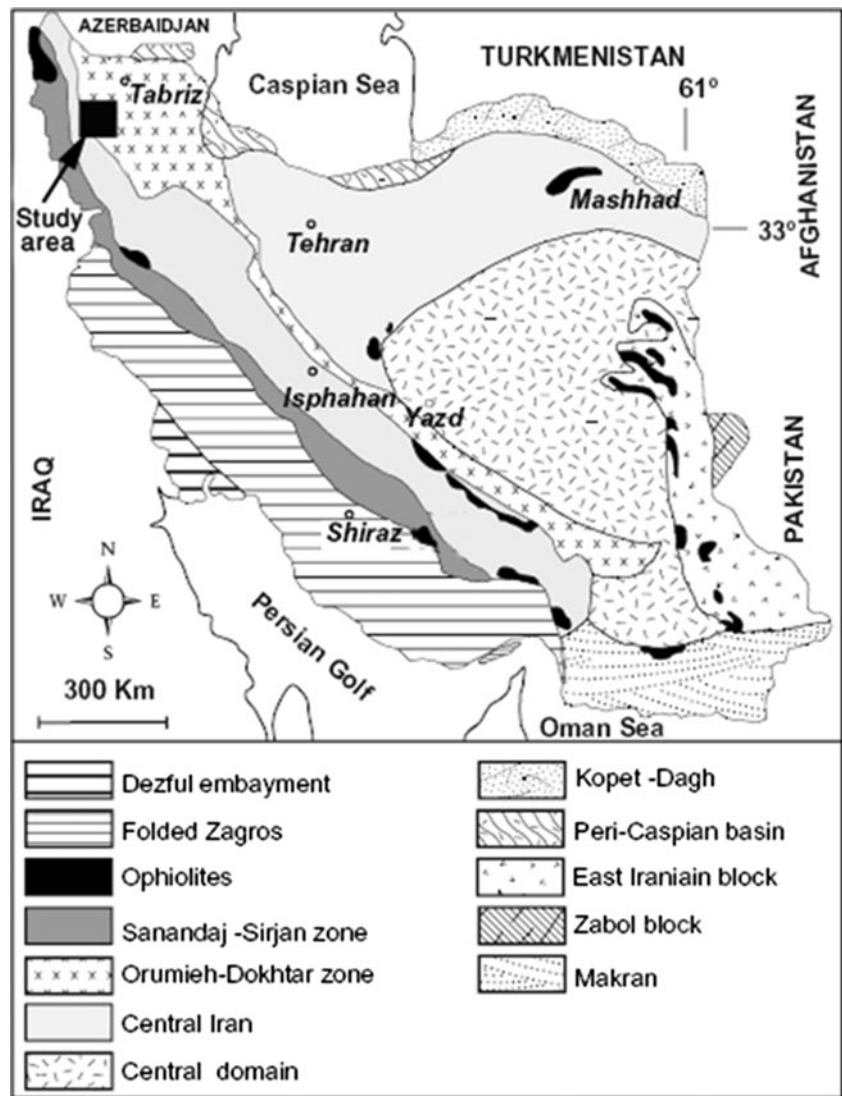 AZERBAIDJAN
TURKMENISTAN
Caspian Sea
61°
Tabriz
AFGHANISTAN
Mashhad
Study
area
Tehran
33°
Isphahan
Yazd
IRAQ
PAKISTAN
Shiraz
N
W E
S
Persian Golf
300 Km
Oman Sea
Dezful embayment
Folded Zagros
Ophiolites
Sanandaj -Sirjan zone
Orumieh-Dokhtar zone
Central Iran
Central domain
Kopet -Dagh
Peri-Caspian basin
East Iraniain block
Zabol block
Makran